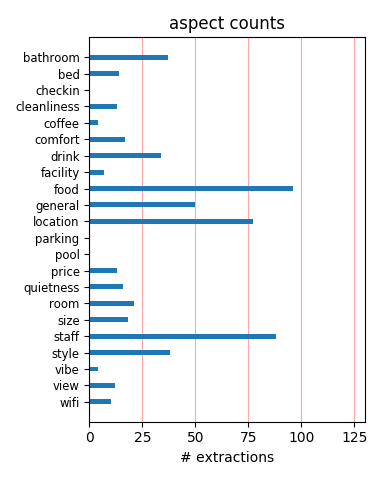 aspect counts
bathroom
bed
checkin
cleanliness
coffee
comfort
drink
facility
food
general
location
parking
pool
price
quietness
room
size
staff
style
vibe
view
wifi
0 25 50 75 100 125
# extractions